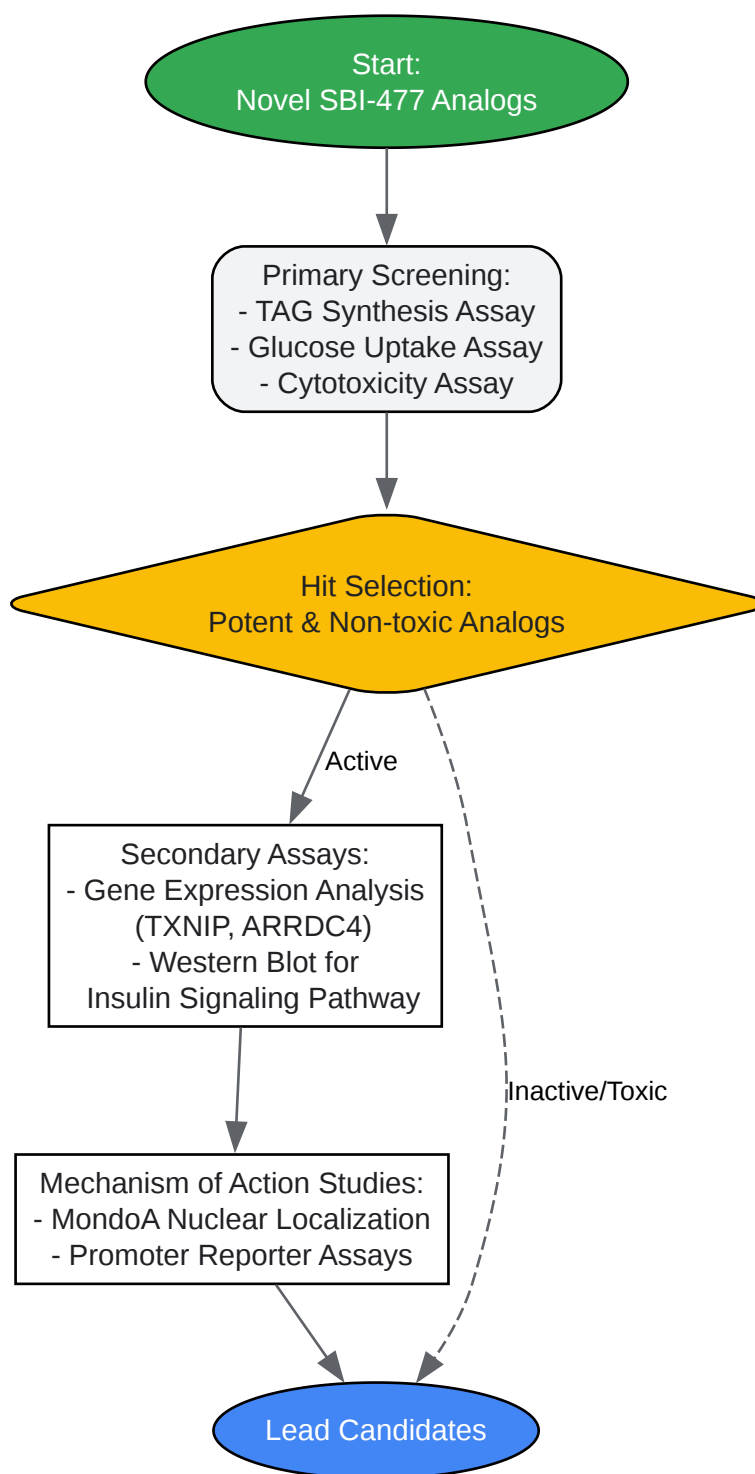 Start:
Novel SBI-477 Analogs
Primary Screening:
- TAG Synthesis Assay
- Glucose Uptake Assay
- Cytotoxicity Assay
Hit Selection:
Potent & Non-toxic Analogs
Active
Secondary Assays:
- Gene Expression Analysis
(TXNIP, ARRDC4)
- Western Blot for
Insulin Signaling Pathway
Inactive/Toxic
Mechanism of Action Studies:
- MondoA Nuclear Localization
- Promoter Reporter Assays
Lead Candidates